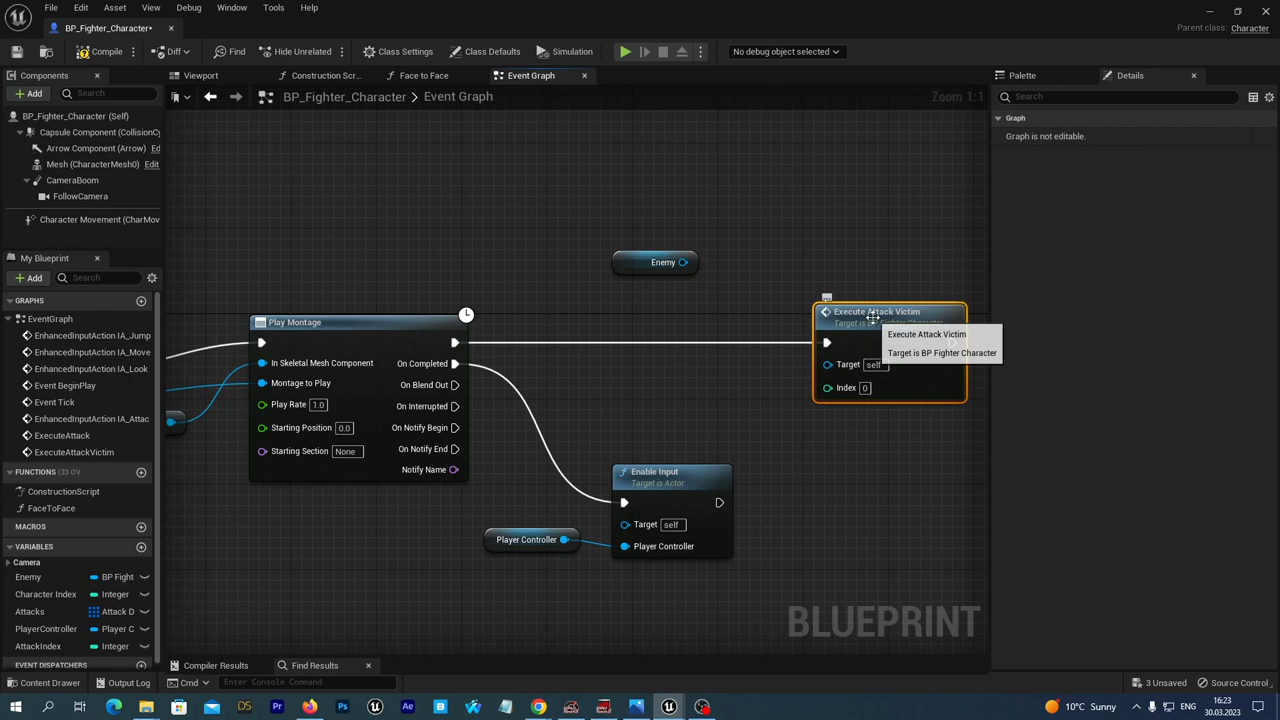 File Edit Asset View Debug Window Tools Help
BP_Fighter_Character*
Parent class: Character
Compile Diff Find Hide Unrelated Class Settings Class Defaults Simulation No debug object selected
Components
Viewport Construction Scr... Face to Face Event Graph Palette Details
Add Search
BP_Fighter_Character > Event Graph Zoom 1:1
Search
Graph
Graph is not editable.
BP_Fighter_Character (Self)
Capsule Component (CollisionCy
Arrow Component (Arrow) Ed
Mesh (CharacterMesh0) Edit
CameraBoom
FollowCamera
Character Movement (CharMov
My Blueprint
Add Search
GRAPHS
EventGraph
EnhancedInputAction IA_Jump
EnhancedInputAction IA_Move
EnhancedInputAction IA_Look
Event BeginPlay
Event Tick
EnhancedInputAction IA_Attac
ExecuteAttack
ExecuteAttackVictim
FUNCTIONS (33 OV
ConstructionScript
FaceToFace
MACROS
VARIABLES
Camera
Enemy BP Fight
Character Index Integer
Attacks Attack D
PlayerController Player C
AttackIndex Integer
EVENT DISPATCHERS
Enemy
Play Montage
In Skeletal Mesh Component On Completed
Montage to Play On Blend Out
Play Rate 1.0 On Interrupted
Starting Position 0.0 On Notify Begin
Starting Section None On Notify End
Notify Name
Execute Attack Victim
Target is BP Fighter Character
Target self
Index 0
Execute Attack Victim
Target is BP Fighter Character
Enable Input
Target is Actor
Target self
Player Controller
Player Controller
BLUEPRINT
Compiler Results Find Results
Content Drawer Output Log Cmd Enter Console Command 3 Unsaved Source Control
10°C Sunny
16:23
30.03.2023